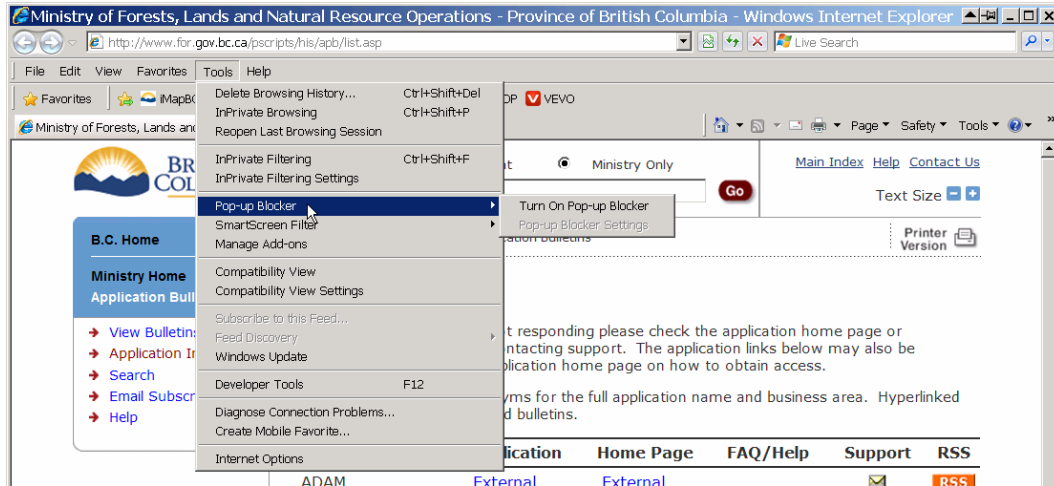 Ministry of Forests, Lands and Natural Resource Operations - Province of British Columbia - Windows Internet Explorer
http://www.for.gov.bc.ca/pscripts/his/apb/list.asp
Live Search
File Edit View Favorites Tools Help
Favorites
VEVO
Ministry of Forests, Lands and
Page Safety Tools
Delete Browsing History... Ctrl+Shift+Del
InPrivate Browsing Ctrl+Shift+P
Reopen Last Browsing Session
InPrivate Filtering Ctrl+Shift+F
InPrivate Filtering Settings
Pop-up Blocker
SmartScreen Filter
Manage Add-ons
Compatibility View
Compatibility View Settings
Subscribe to this Feed...
Feed Discovery
Windows Update
Developer Tools F12
Diagnose Connection Problems...
Create Mobile Favorite...
Internet Options
Turn On Pop-up Blocker
Pop-up Blocker Settings
Ministry Only
Go
Main Index Help Contact Us
Text Size
Printer
Version
B.C. Home
Ministry Home
Application Bull
View Bulletins
Application In
Search
Email Subscr
Help
t responding please check the application home page or
ntacting support. The application links below may also be
plication home page on how to obtain access.
yms for the full application name and business area. Hyperlinked
d bulletins.
lication Home Page FAQ/Help Support RSS
ADAM External External RSS